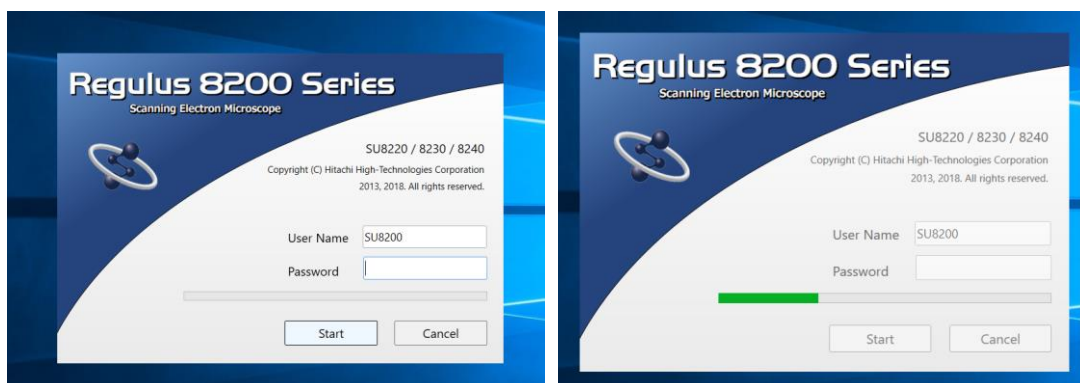 Regulus 8200 Series
Scanning Electron Microscope
SU8220 / 8230 / 8240
Copyright (C) Hitachi High-Technologies Corporation
2013, 2018. All rights reserved.
User Name SU8200
Password
Start Cancel
Regulus 8200 Series
Scanning Electron Microscope
SU8220 / 8230 / 8240
Copyright (C) Hitachi High-Technologies Corporation
2013, 2018. All rights reserved.
User Name SU8200
Password
Start Cancel